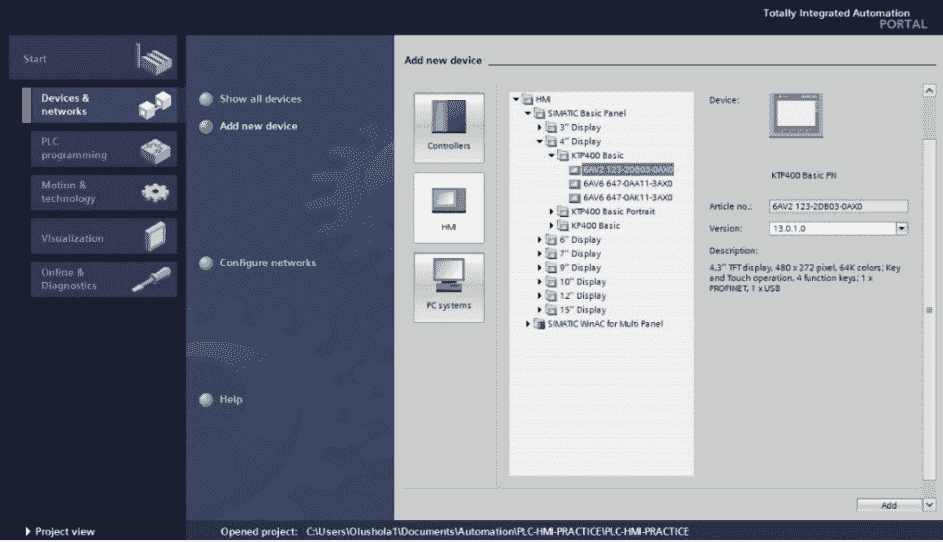 Totally Integrated Automation
PORTAL
Start
Devices &
networks
PLC
programming
Motion &
technology
Visualization
Online &
Diagnostics
Show all devices
Add new device
Configure networks
Help
Add new device
Controllers
HMI
PC systems
HMI
SIMATIC Basic Panel
3" Display
4" Display
KTP400 Basic
6AV2 123-2DB03-0AX0
6AV6 647-0AA11-3AX0
6AV6 647-0AK11-3AX0
KTP400 Basic Portrait
KP400 Basic
6" Display
7" Display
9" Display
10" Display
12" Display
15" Display
SIMATIC WinAC for Multi Panel
Device:
KTP400 Basic PN
Article no.: 6AV2 123-2DB03-0AX0
Version: 13.0.1.0
Description:
4.3" TFT display, 480 x 272 pixel, 64K colors; Key
and Touch operation, 4 function keys; 1 x
PROFINET, 1 x USB
Add
Project view
Opened project: C:\Users\Olushola1\Documents\Automation\PLC-HMI-PRACTICE\PLC-HMI-PRACTICE